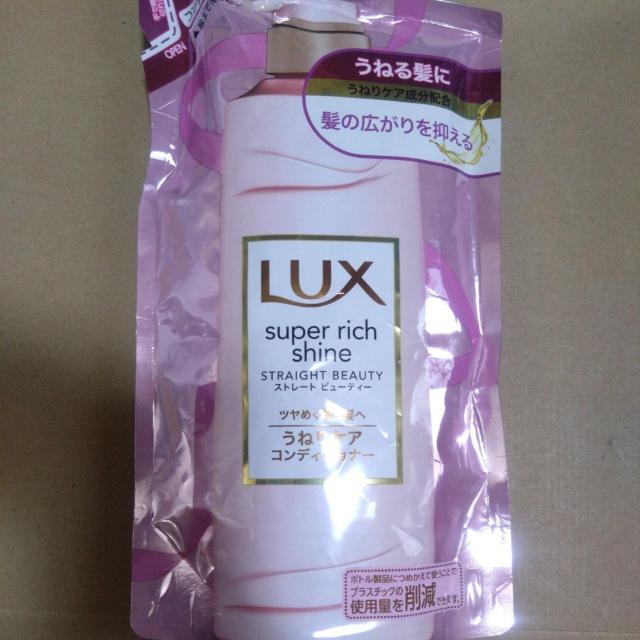 OPEN
うねる髪に
うねりケア成分配合
髪の広がりを抑える
LUX
super rich
shine
STRAIGHT BEAUTY
ストレート ビューティー
ツヤめく
へ
うねりケア
コンディショナー
ボトル製品につめかえて使うことで
プラスチックの
使用量を削減できます。